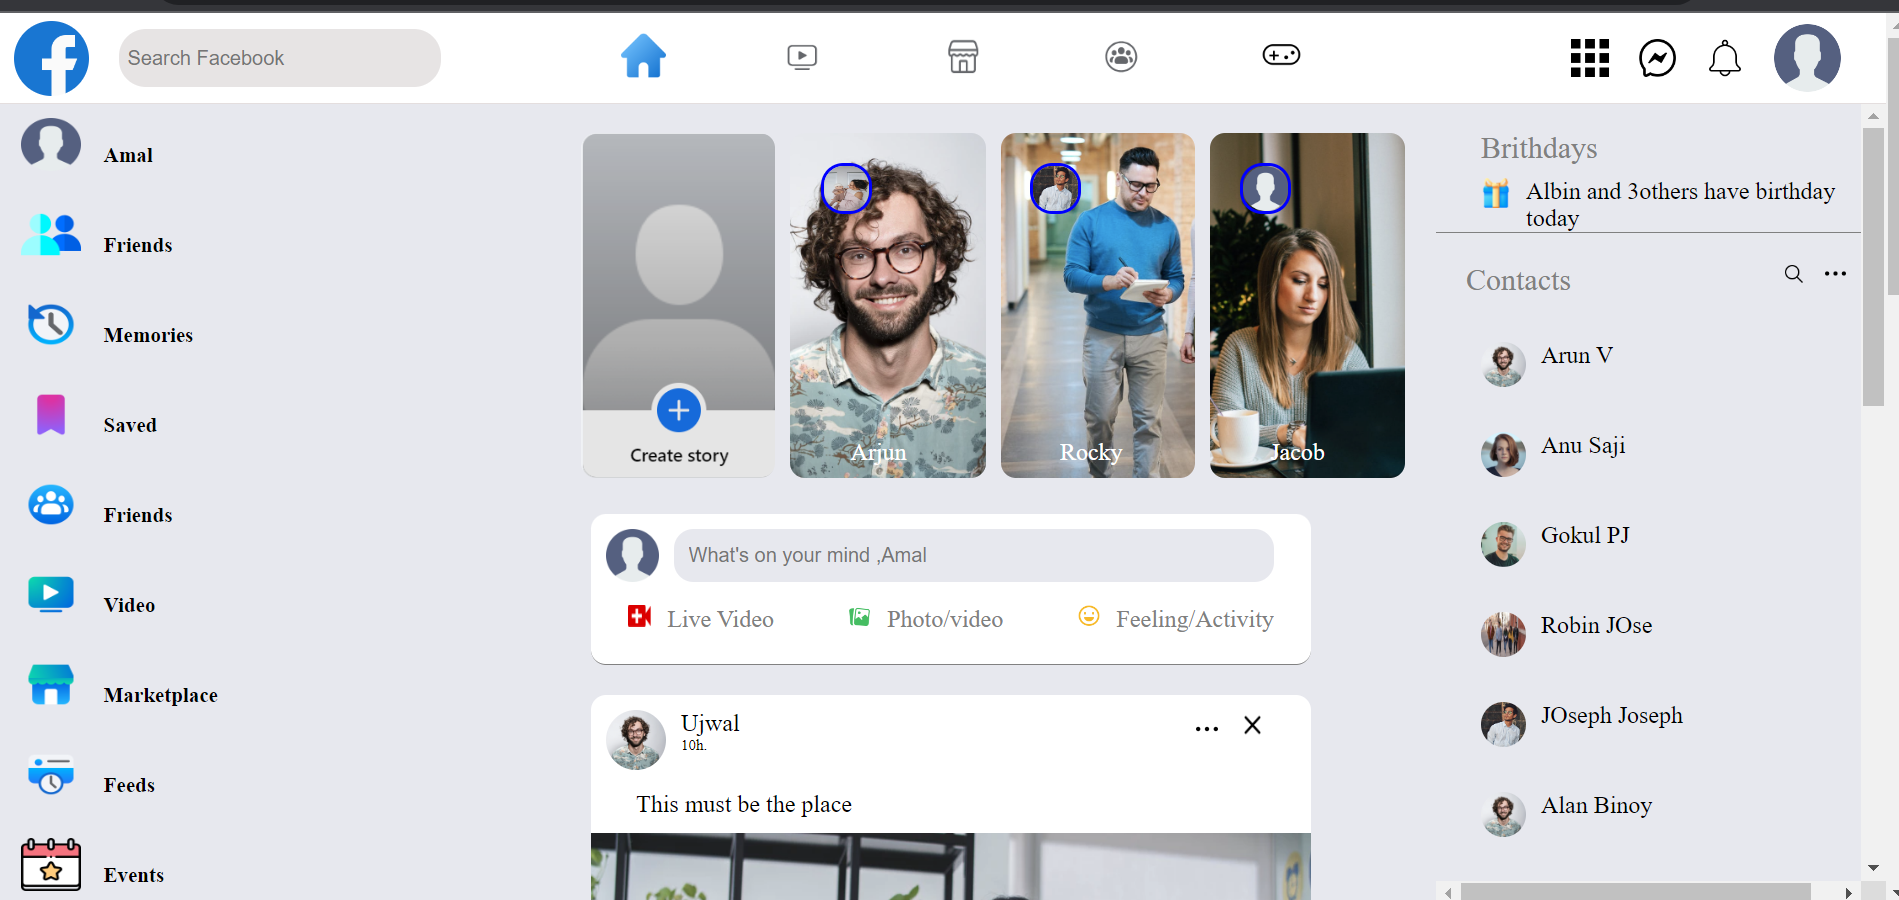 Search Facebook
Amal
Friends
Memories
Saved
Friends
Video
Marketplace
Feeds
Events
Create story
Arjun
Rocky
Jacob
What's on your mind ,Amal
Live Video
Photo/video
Feeling/Activity
Ujwal
10h.
This must be the place
Brithdays
Albin and 3others have birthday
today
Contacts
Arun V
Anu Saji
Gokul PJ
Robin JOse
JOseph Joseph
Alan Binoy